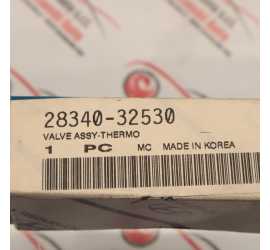 28340-32530
VALVE ASSY-THERMO
1 PC MC MADE IN KOREA